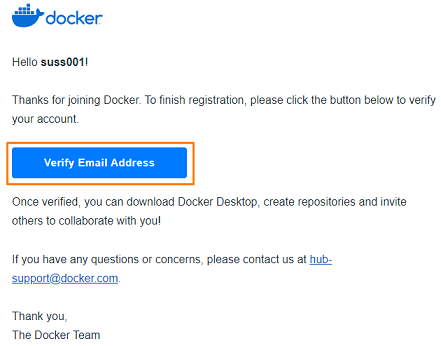 docker
Hello suss001!
Thanks for joining Docker. To finish registration, please click the button below to verify
your account.
Verify Email Address
Once verified, you can download Docker Desktop, create repositories and invite
others to collaborate with you!
If you have any questions or concerns, please contact us at hub-
support@docker.com.
Thank you,
The Docker Team